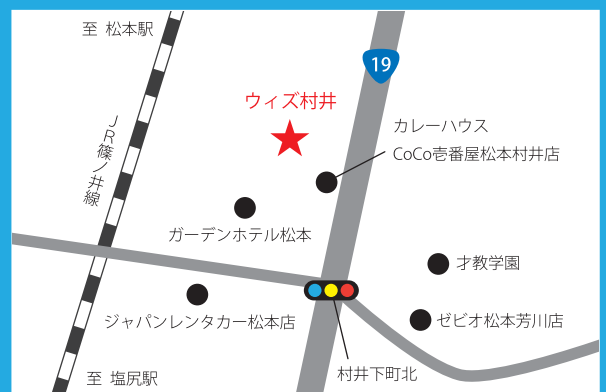 至 松本駅
19
ウィズ村井
JR篠ノ井線
カレーハウス
CoCo壱番屋松本村井店
ガーデンホテル松本
才教学園
ジャパンレンタカー松本店
ゼビオ松本芳川店
村井下町北
至 塩尻駅